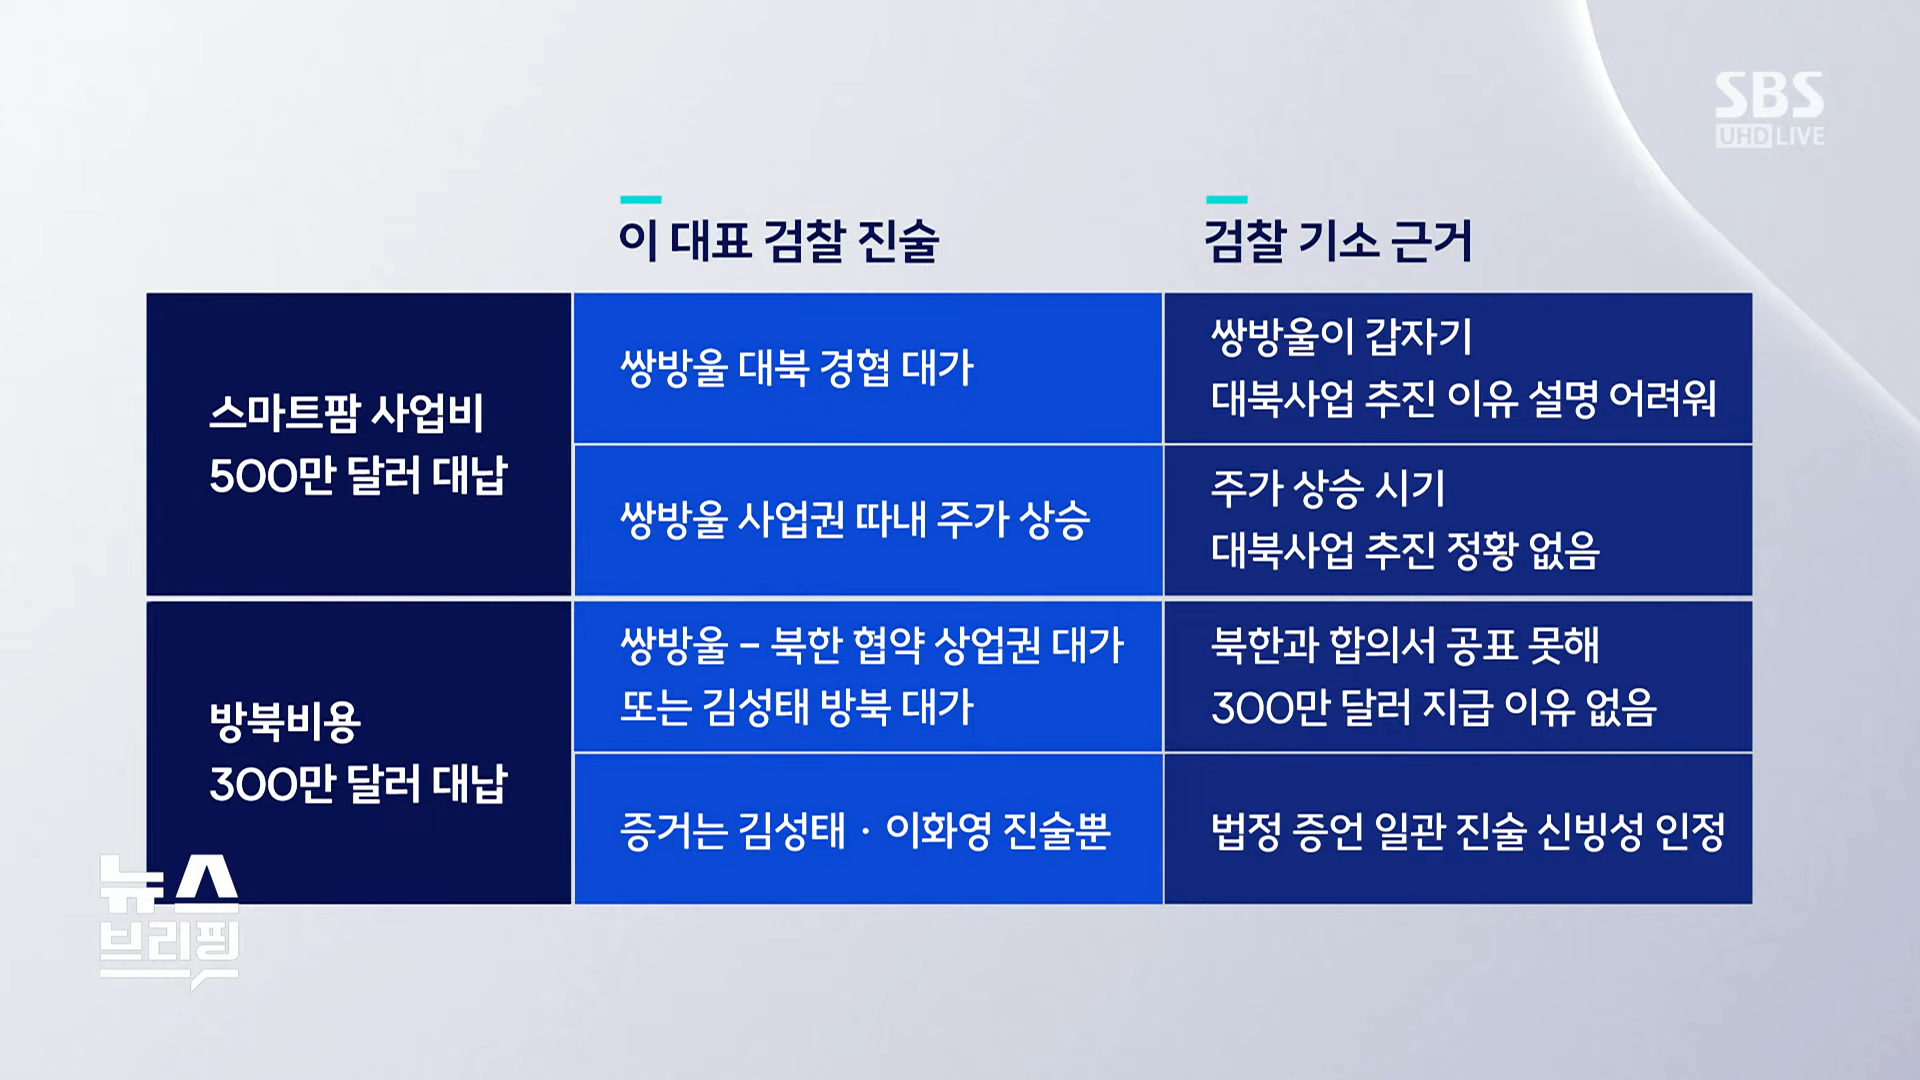 SBS
UHD LIVE
이 대표 검찰 진술
검찰 기소 근거
스마트팜 사업비
500만 달러 대납
쌍방울 대북 경협 대가
쌍방울이 갑자기
대북사업 추진 이유 설명 어려워
쌍방울 사업권 따내 주가 상승
주가 상승 시기
대북사업 추진 정황 없음
방북비용
300만 달러 대납
쌍방울 – 북한 협약 상업권 대가
또는 김성태 방북 대가
북한과 합의서 공표 못해
300만 달러 지급 이유 없음
증거는 김성태 · 이화영 진술뿐
법정 증언 일관 진술 신빙성 인정
뉴스
브리핑